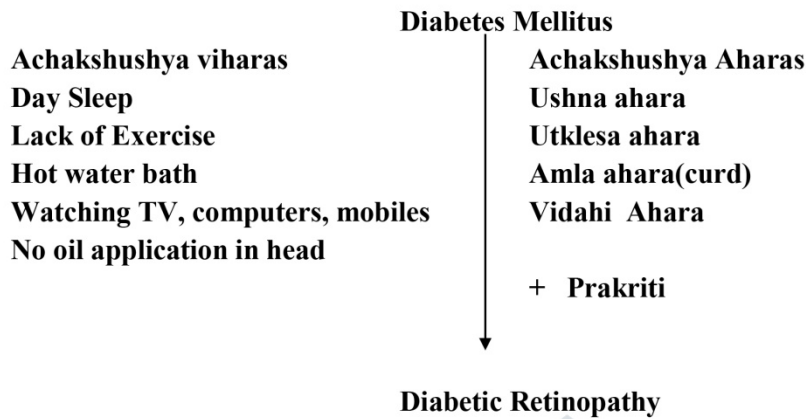 Diabetes Mellitus
Achakshushya viharas
Day Sleep
Lack of Exercise
Hot water bath
Watching TV, computers, mobiles
No oil application in head
Achakshushya Aharas
Ushna ahara
Utklesa ahara
Amla ahara(curd)
Vidahi Ahara
+ Prakriti
Diabetic Retinopathy